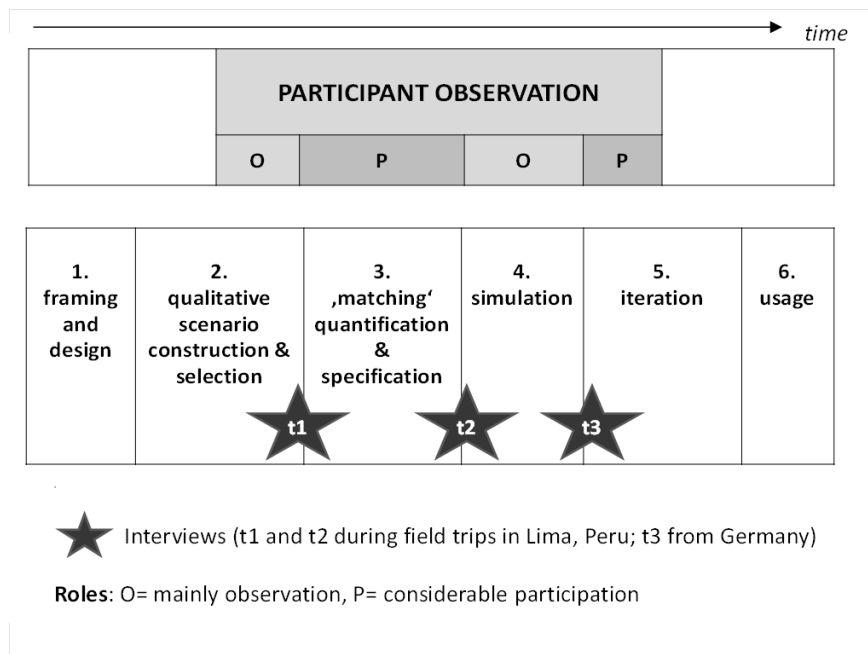 time
PARTICIPANT OBSERVATION
O
P
O
P
1.
framing
and
design
2.
qualitative
scenario
construction &
selection
3.
‚matching‘
quantification
&
specification
4.
simulation
5.
iteration
6.
usage
t1
t2
t3
Interviews (t1 and t2 during field trips in Lima, Peru; t3 from Germany)
Roles: O= mainly observation, P= considerable participation